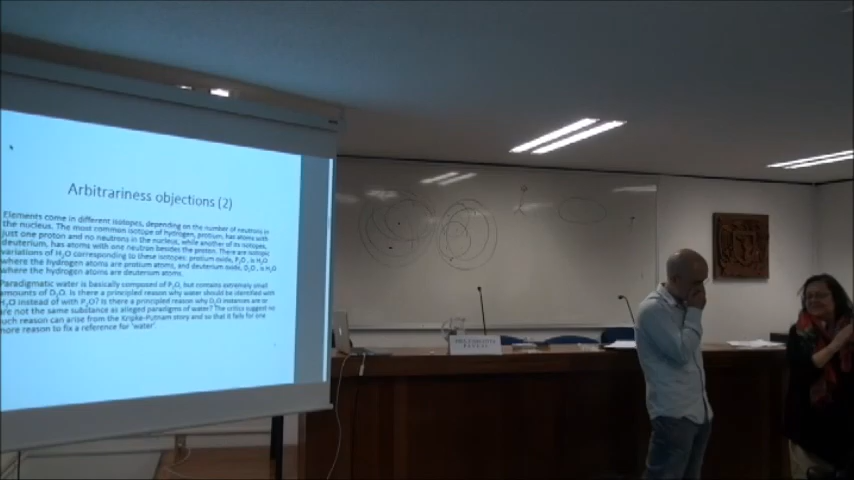 Arbitrariness objections (2)
Elements come in different isotopes, depending on the number of neutrons in
the nucleus. The most common isotope of hydrogen, protium, has atoms with
just one proton and no neutrons in the nucleus, while another of its isotopes,
deuterium, has atoms with one neutron besides the proton. There are isotopic
variations of H₂O corresponding to these isotopes: protium oxide, P₂O, is H₂O
where the hydrogen atoms are protium atoms, and deuterium oxide, D₂O, is H₂O
where the hydrogen atoms are deuterium atoms.
Paradigmatic water is basically composed of P₂O, but contains extremely small
amounts of D₂O. Is there a principled reason why water should be identified with
H₂O instead of with P₂O? Is there a principled reason why D₂O instances are or
are not the same substance as alleged paradigms of water? The critics suggest no
such reason can arise from the Kripke-Putnam story and so that it fails for one
more reason to fix a reference for 'water'.